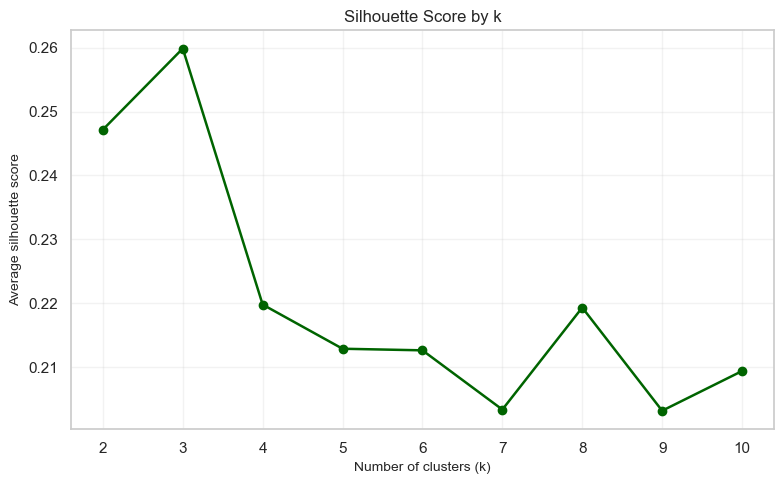 Silhouette Score by k
Average silhouette score
0.26
0.25
0.24
0.23
0.22
0.21
2 3 4 5 6 7 8 9 10
Number of clusters (k)